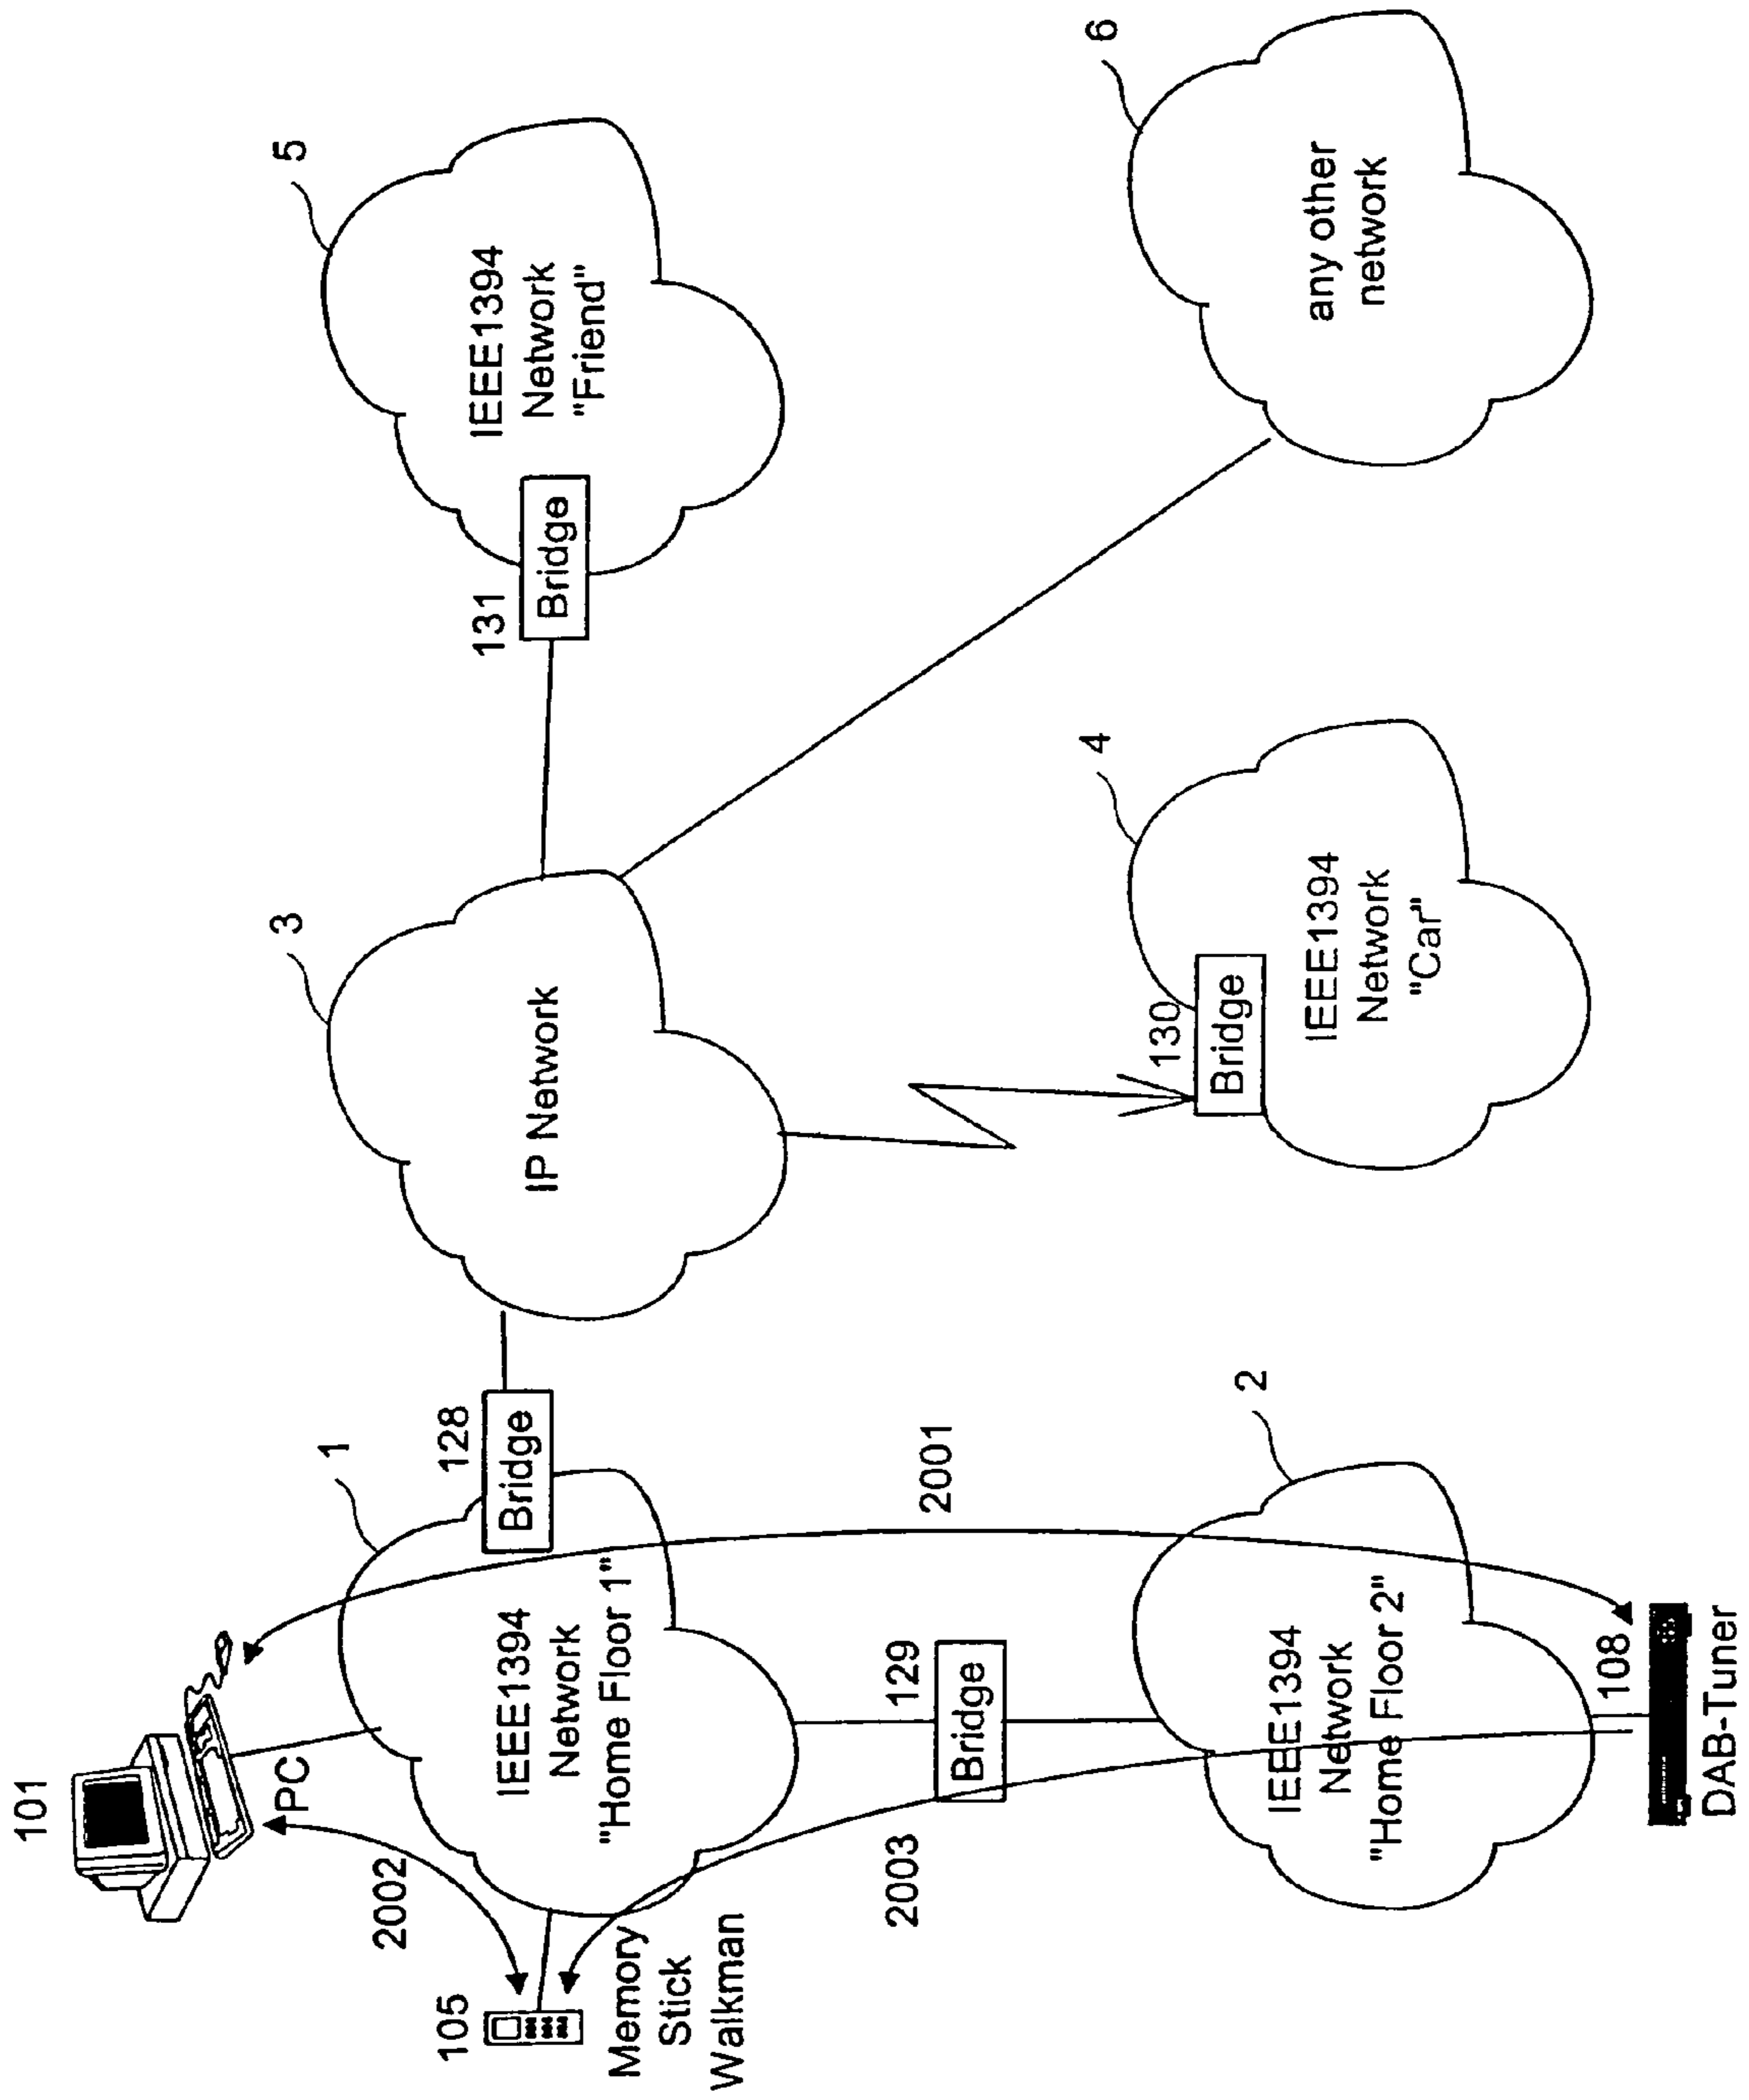 101
PC
2002
105
Memory
Stick
Walkman
1
IEEE1394
Network
"Home Floor 1"
128
Bridge
3
IP Network
5
IEEE1394
Network
"Friend"
131
Bridge
129
Bridge
2003
2001
2
IEEE1394
Network
"Home Floor 2"
108
DAB-Tuner
4
130
Bridge
IEEE1394
Network
"Car"
6
any other
network